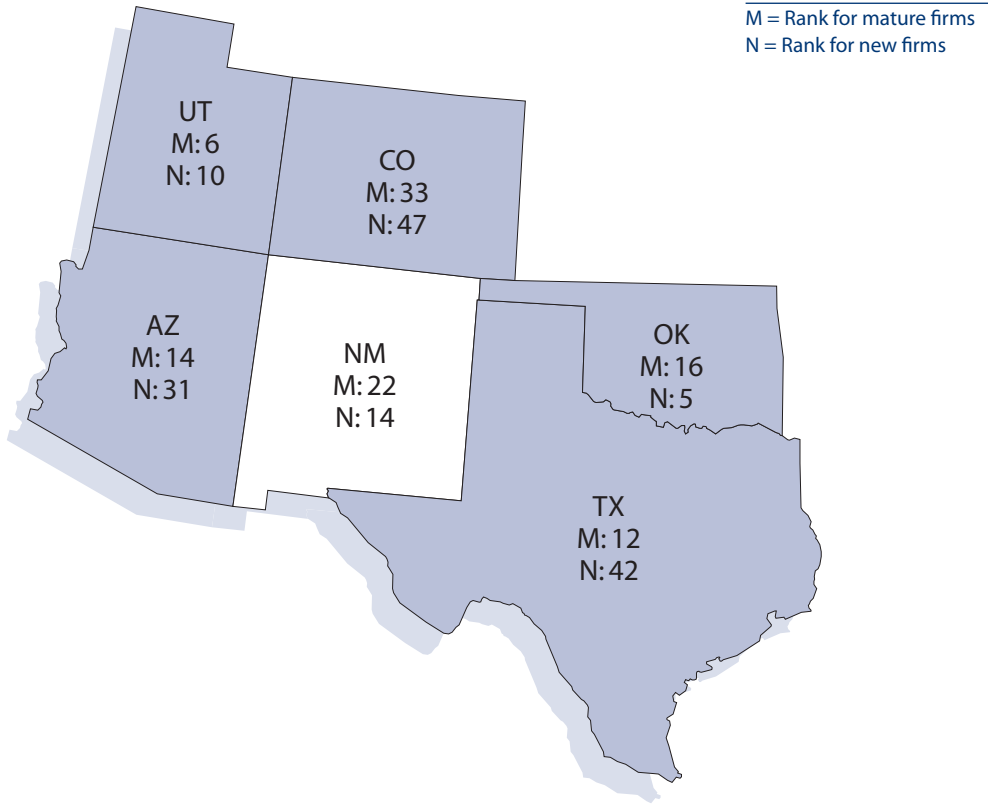 M = Rank for mature firms
N = Rank for new firms
UT
M: 6
N: 10
CO
M: 33
N: 47
AZ
M: 14
N: 31
NM
M: 22
N: 14
OK
M: 16
N: 5
TX
M: 12
N: 42